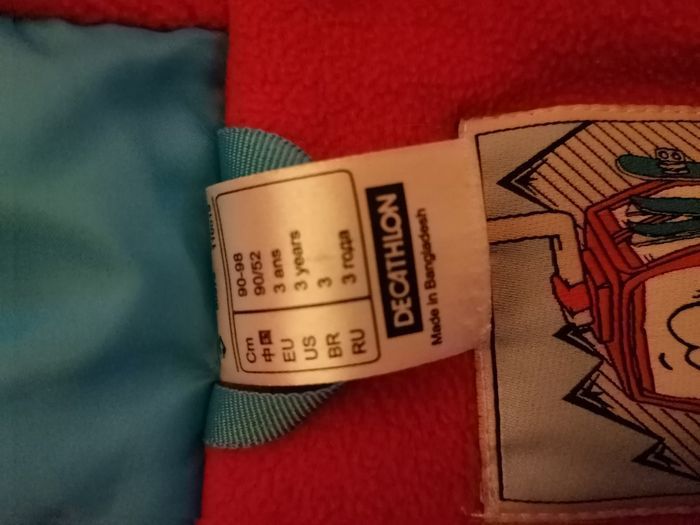 Cm 90-98
中国 90/52
EU 3 ans
US 3 years
BR 3
RU 3 года
DECATHLON
Made in Bangladesh